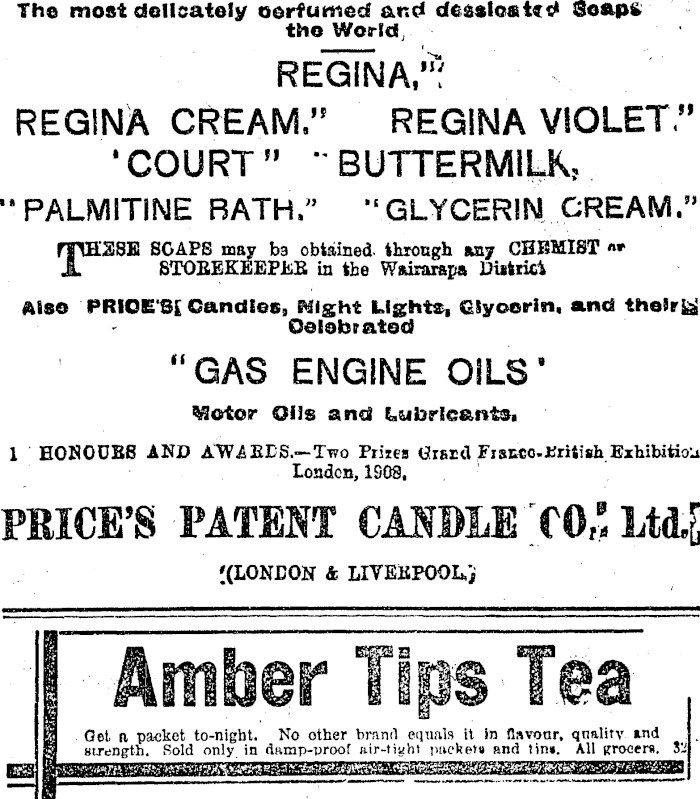 The most delicately perfumed and dessicated Soaps
the World,
REGINA,"
REGINA CREAM." REGINA VIOLET."
'COURT" "BUTTERMILK,
"PALMITINE BATH." "GLYCERIN CREAM."
THESE SOAPS may be obtained through any CHEMIST or
STOREKEEPER in the Wairarapa District
Also PRICE'S Candles, Night Lights, Glycerin, and their
Celebrated
"GAS ENGINE OILS'
Motor Oils and Lubricants.
1 HONOURS AND AWARDS.—Two Prizes Grand Franco-British Exhibition
London, 1908.
PRICE'S PATENT CANDLE CO., Ltd.
(LONDON & LIVERPOOL)
Amber Tips Tea
Get a packet to-night. No other brand equals it in flavour, quality and
strength. Sold only in damp-proof air-tight packets and tins. All grocers. 32